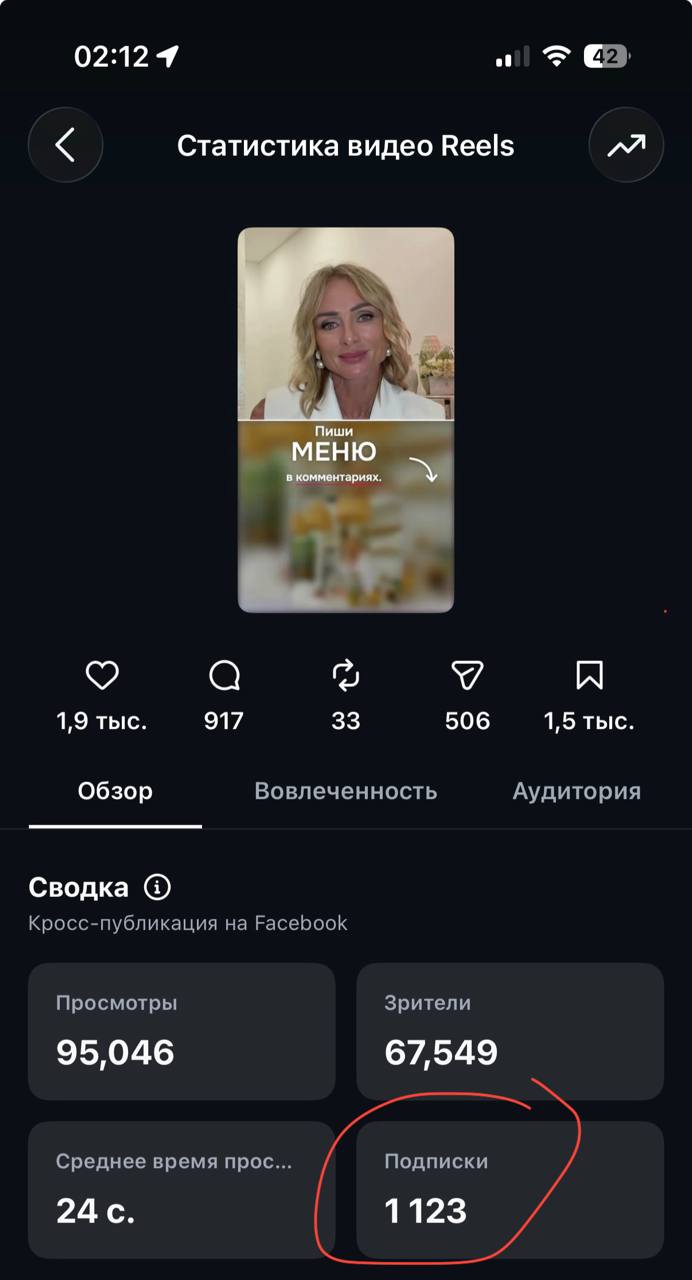 02:12
42
Статистика видео Reels
Пиши
МЕНЮ
в комментариях.
1,9 тыс. 917 33 506 1,5 тыс.
Обзор Вовлеченность Аудитория
Сводка
Кросс-публикация на Facebook
Просмотры Зрители
95,046 67,549
Среднее время прос... Подписки
24 с. 1 123